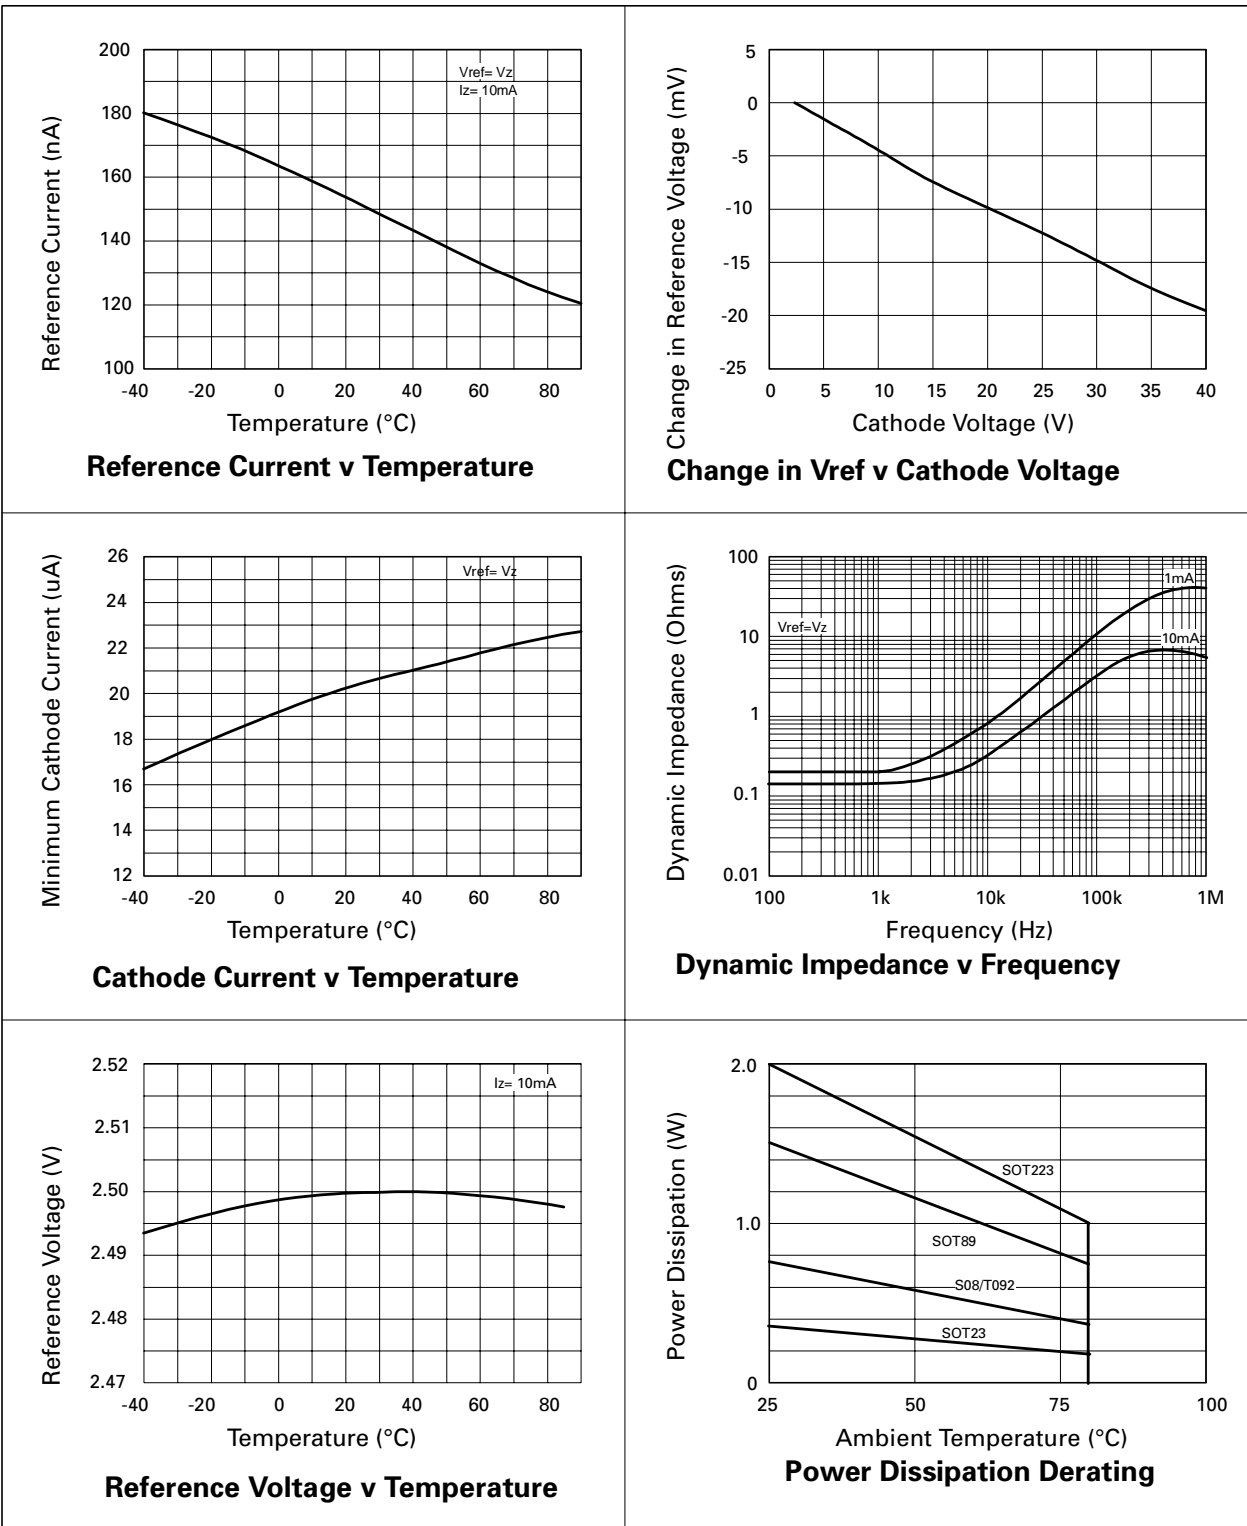 200
180
160
140
120
100
Reference Current (nA)
Vref= Vz
Iz= 10mA
-40 -20 0 20 40 60 80
Temperature (°C)
Reference Current v Temperature
5
0
-5
-10
-15
-20
-25
Change in Reference Voltage (mV)
0 5 10 15 20 25 30 35 40
Cathode Voltage (V)
Change in Vref v Cathode Voltage
26
24
22
20
18
16
14
12
Minimum Cathode Current (uA)
Vref= Vz
-40 -20 0 20 40 60 80
Temperature (°C)
Cathode Current v Temperature
100
10
1
0.1
0.01
Dynamic Impedance (Ohms)
1mA
Vref=Vz
10mA
100 1k 10k 100k 1M
Frequency (Hz)
Dynamic Impedance v Frequency
2.52
2.51
2.50
2.49
2.48
2.47
Reference Voltage (V)
Iz= 10mA
-40 -20 0 20 40 60 80
Temperature (°C)
Reference Voltage v Temperature
2.0
1.0
0
Power Dissipation (W)
SOT223
SOT89
S08/T092
SOT23
25 50 75 100
Ambient Temperature (°C)
Power Dissipation Derating